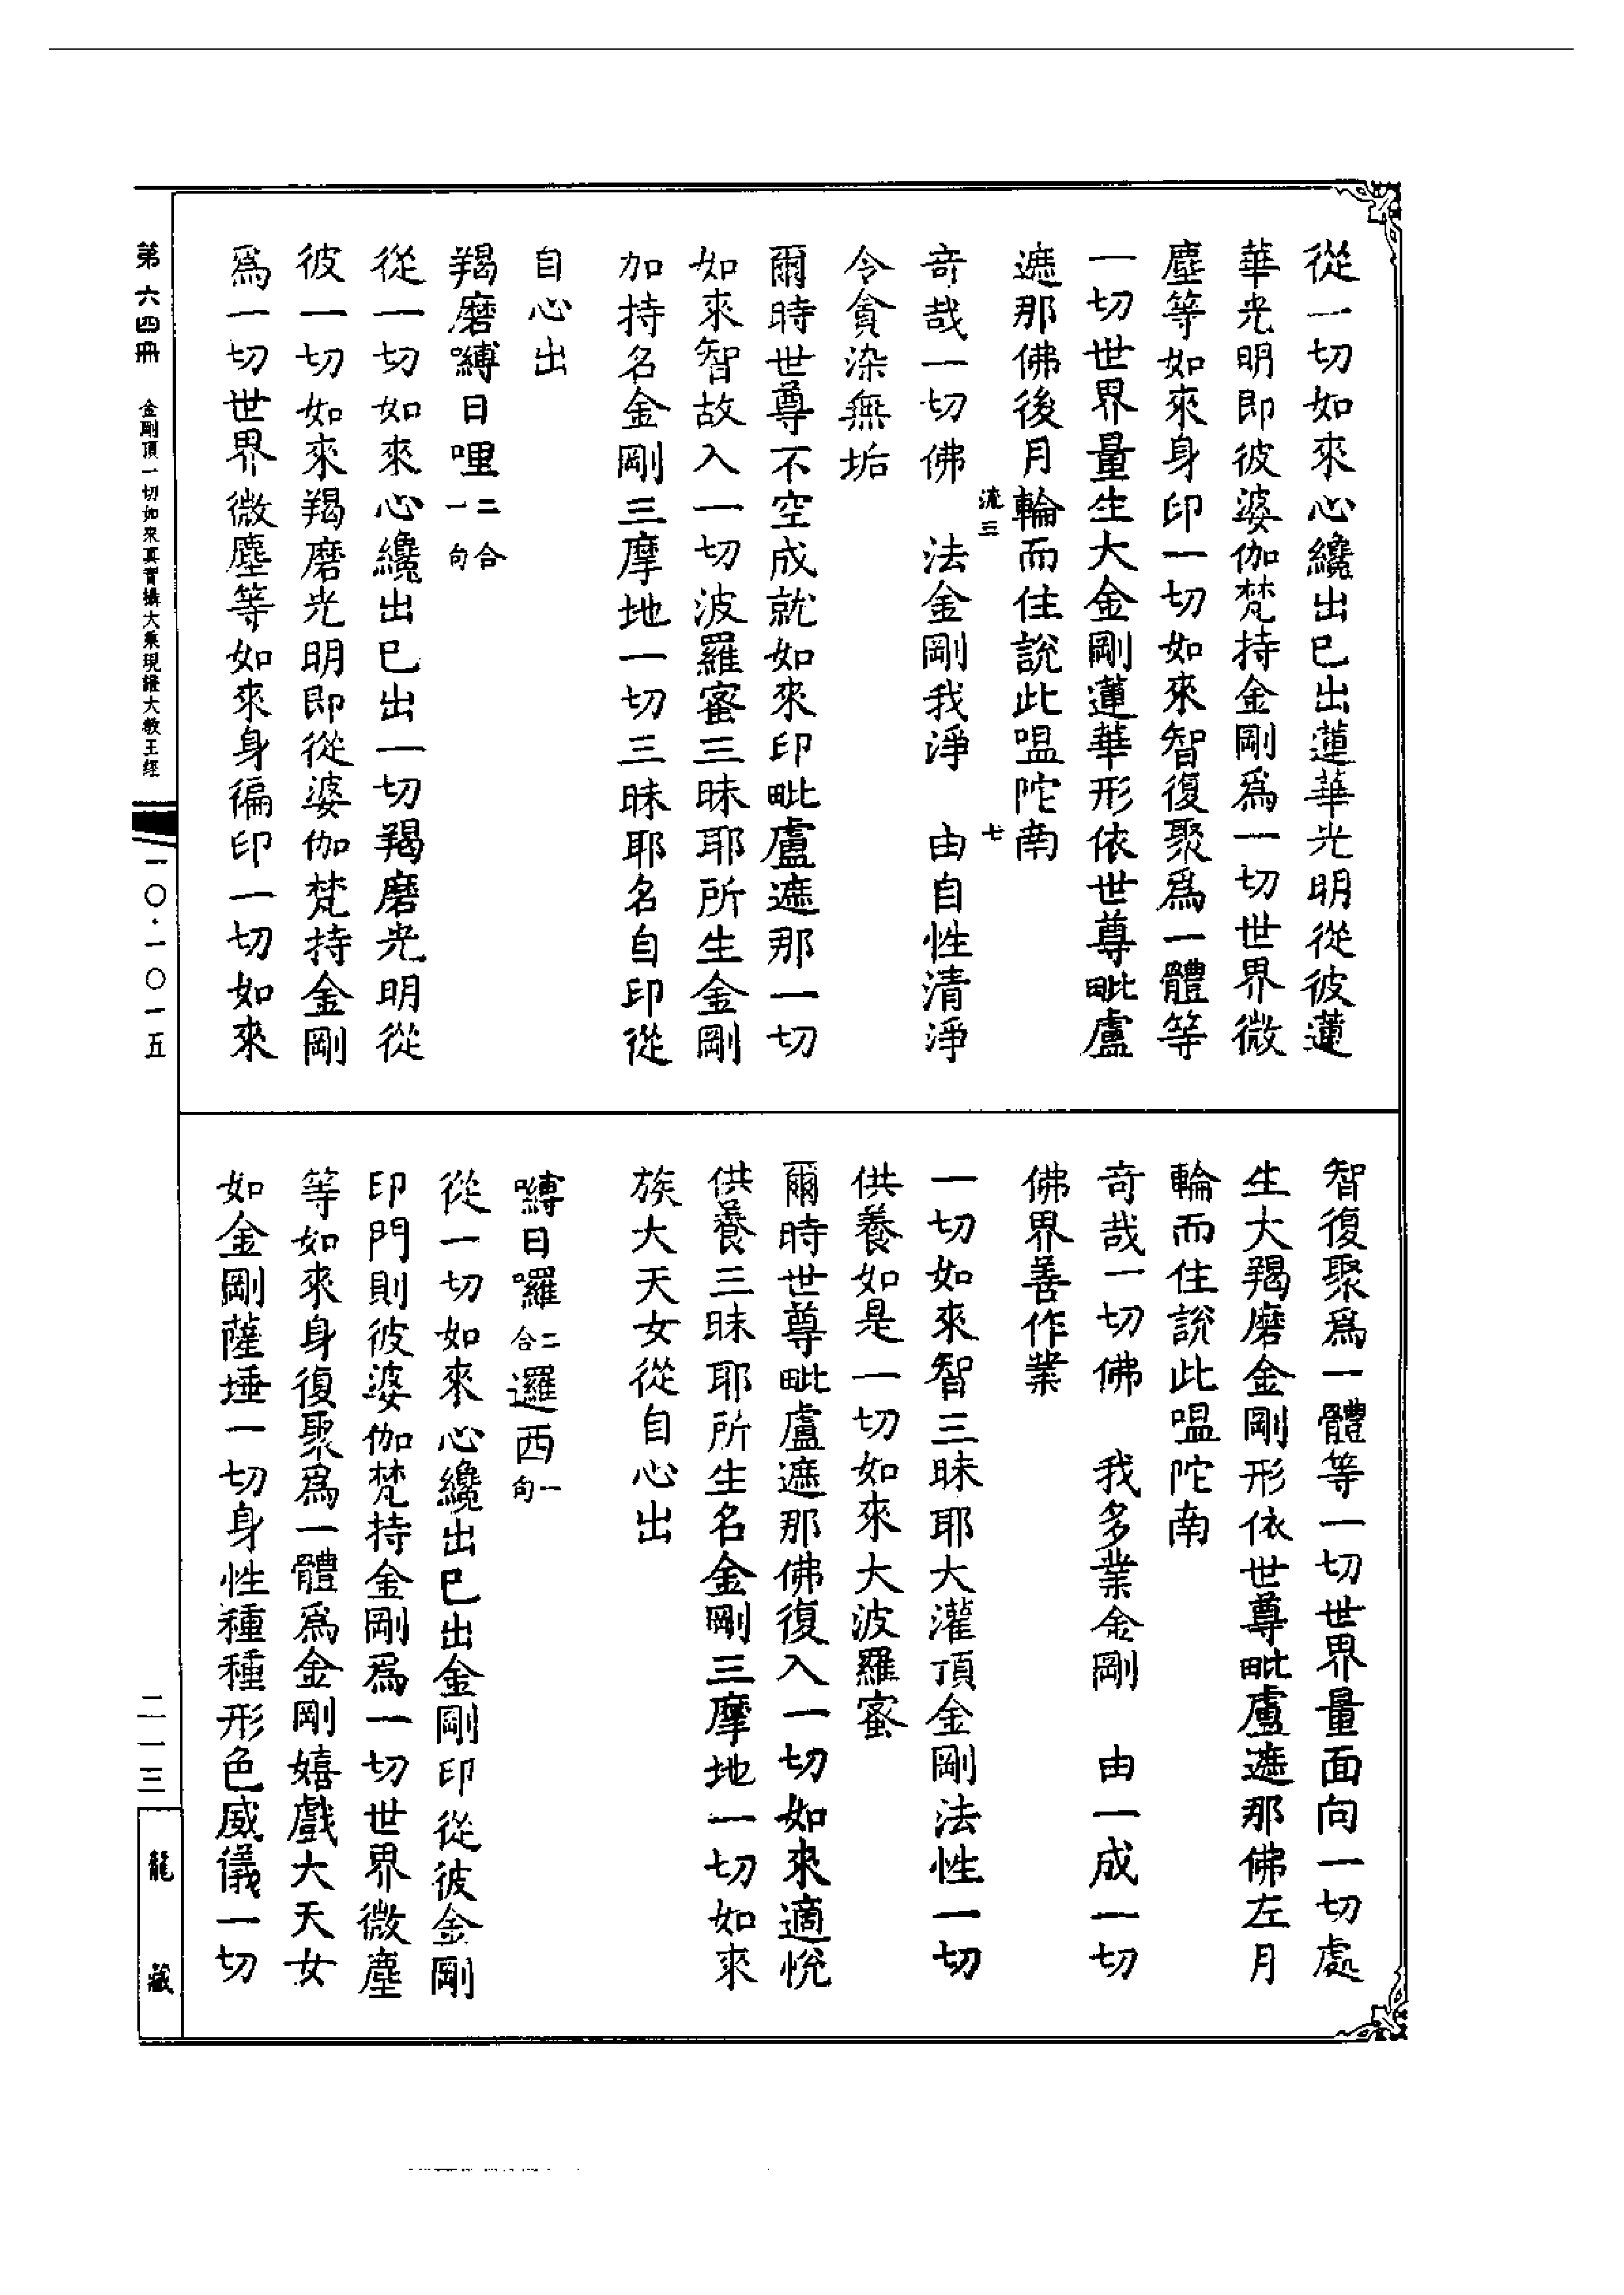 從一切如來心纔出已出蓮華光明從彼蓮
華光明即彼婆伽梵持金剛爲一切世界微
塵等如來身印一切如來智復聚爲一體等
一切世界量生大金剛蓮華形依世尊毗盧
遮那佛後月輪而住說此嗢陀南
流三 七
奇哉一切佛 法金剛我淨 由自性清淨
令貪染無垢
爾時世尊不空成就如來印毗盧遮那一切
如來智故入一切波羅蜜三昧耶所生金剛
加持名金剛三摩地一切三昧耶名自印從
自心出
羯磨嚩日哩二合一句
從一切如來心纔出已出一切羯磨光明從
彼一切如來羯磨光明即從婆伽梵持金剛
爲一切世界微塵等如來身徧印一切如來
智復聚爲一體等一切世界量面向一切處
生大羯磨金剛形依世尊毗盧遮那佛左月
輪而住說此嗢陀南
奇哉一切佛 我多業金剛 由一成一切
佛界善作業
一切如來智三昧耶大灌頂金剛法性一切
供養如是一切如來大波羅蜜
爾時世尊毗盧遮那佛復入一切如來適悅
供養三昧耶所生名金剛三摩地一切如來
族大天女從自心出
嚩日囉二合邏西一句
從一切如來心纔出已出金剛印從彼金剛
印門則彼婆伽梵持金剛爲一切世界微塵
等如來身復聚爲一體爲金剛嬉戲大天女
如金剛薩埵一切身性種種形色威儀一切
第六四冊 金剛頂一切如來真實攝大乘現證大教王經
一〇·一〇一五
二一三
龍藏